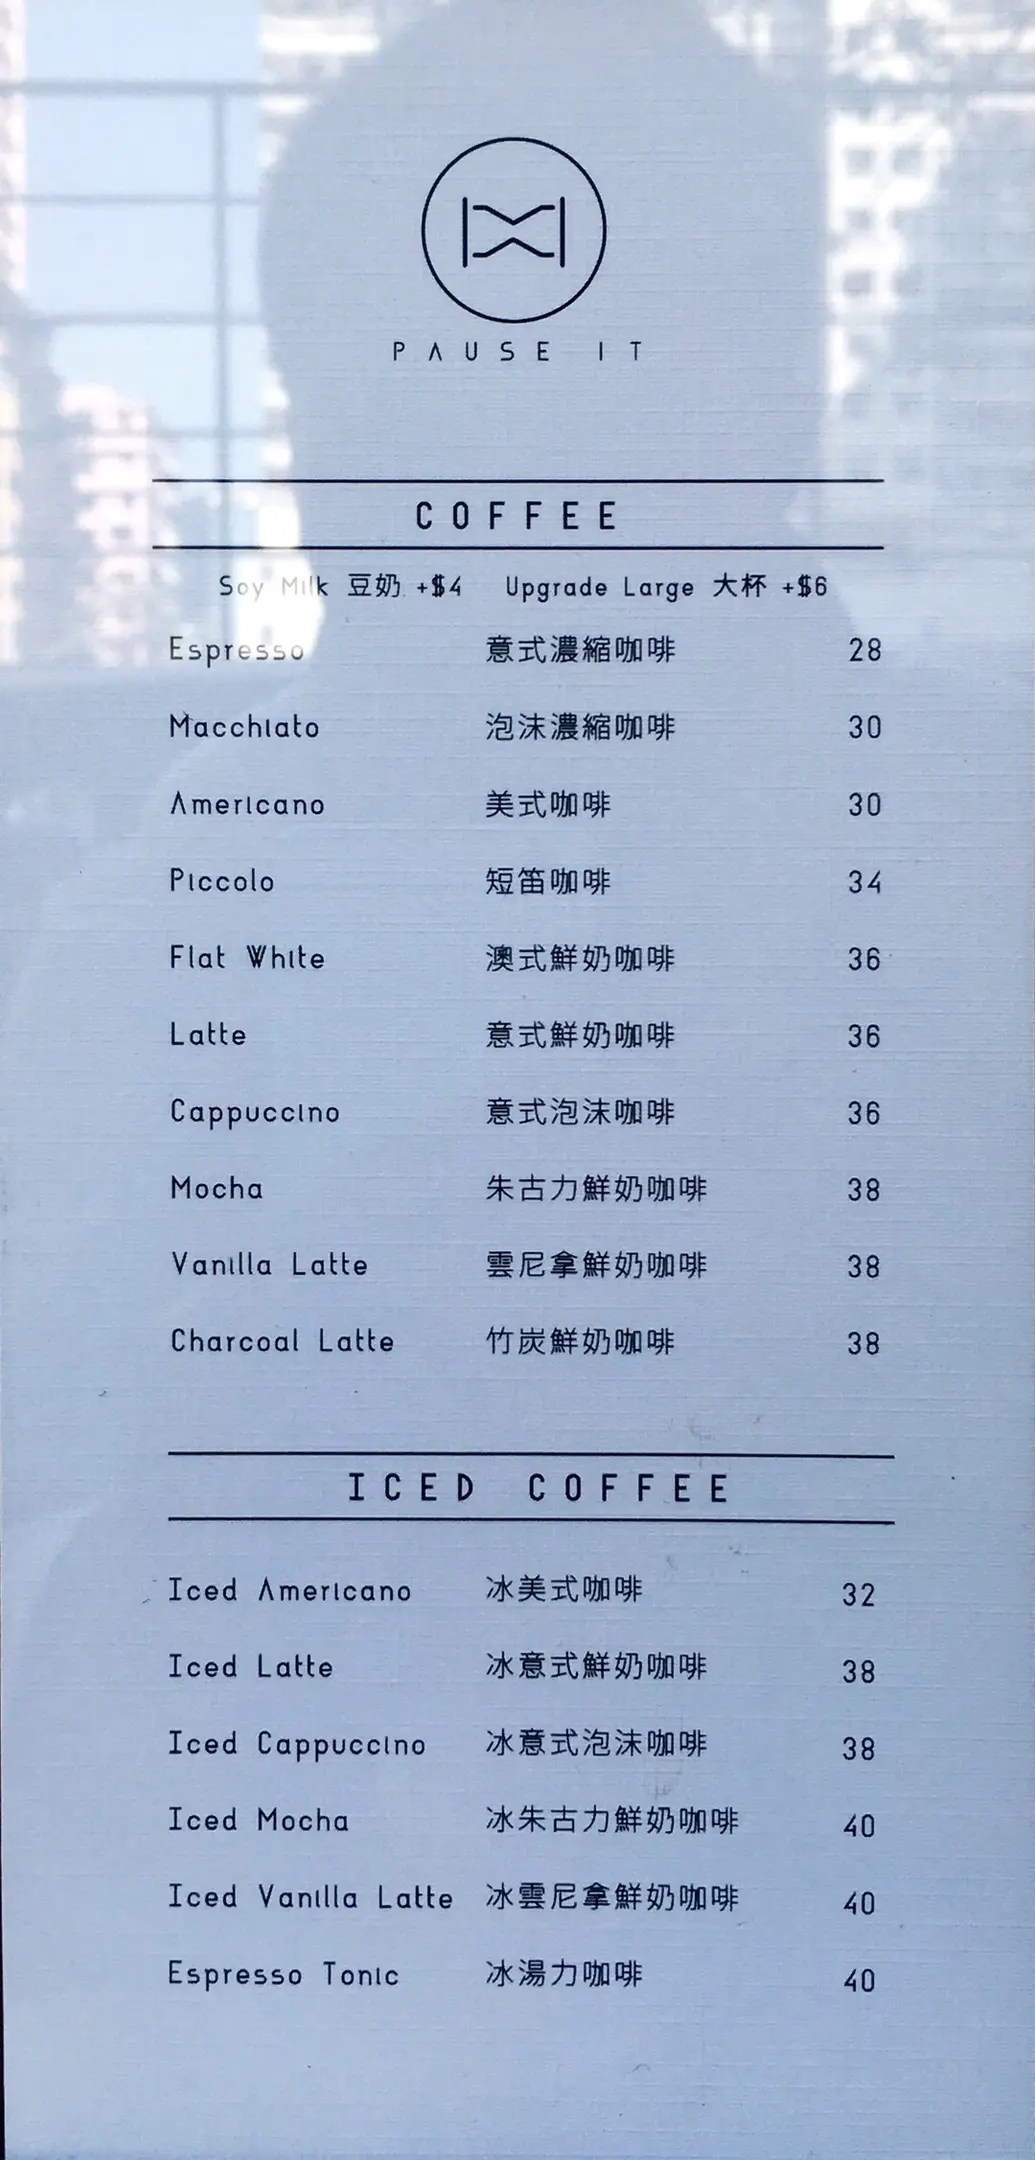 PAUSE IT
COFFEE
Soy Milk 豆奶 +$4 Upgrade Large 大杯 +$6
Espresso 意式濃縮咖啡 28
Macchiato 泡沫濃縮咖啡 30
Americano 美式咖啡 30
Piccolo 短笛咖啡 34
Flat White 澳式鮮奶咖啡 36
Latte 意式鮮奶咖啡 36
Cappuccino 意式泡沫咖啡 36
Mocha 朱古力鮮奶咖啡 38
Vanilla Latte 雲尼拿鮮奶咖啡 38
Charcoal Latte 竹炭鮮奶咖啡 38
ICED COFFEE
Iced Americano 冰美式咖啡 32
Iced Latte 冰意式鮮奶咖啡 38
Iced Cappuccino 冰意式泡沫咖啡 38
Iced Mocha 冰朱古力鮮奶咖啡 40
Iced Vanilla Latte 冰雲尼拿鮮奶咖啡 40
Espresso Tonic 冰湯力咖啡 40